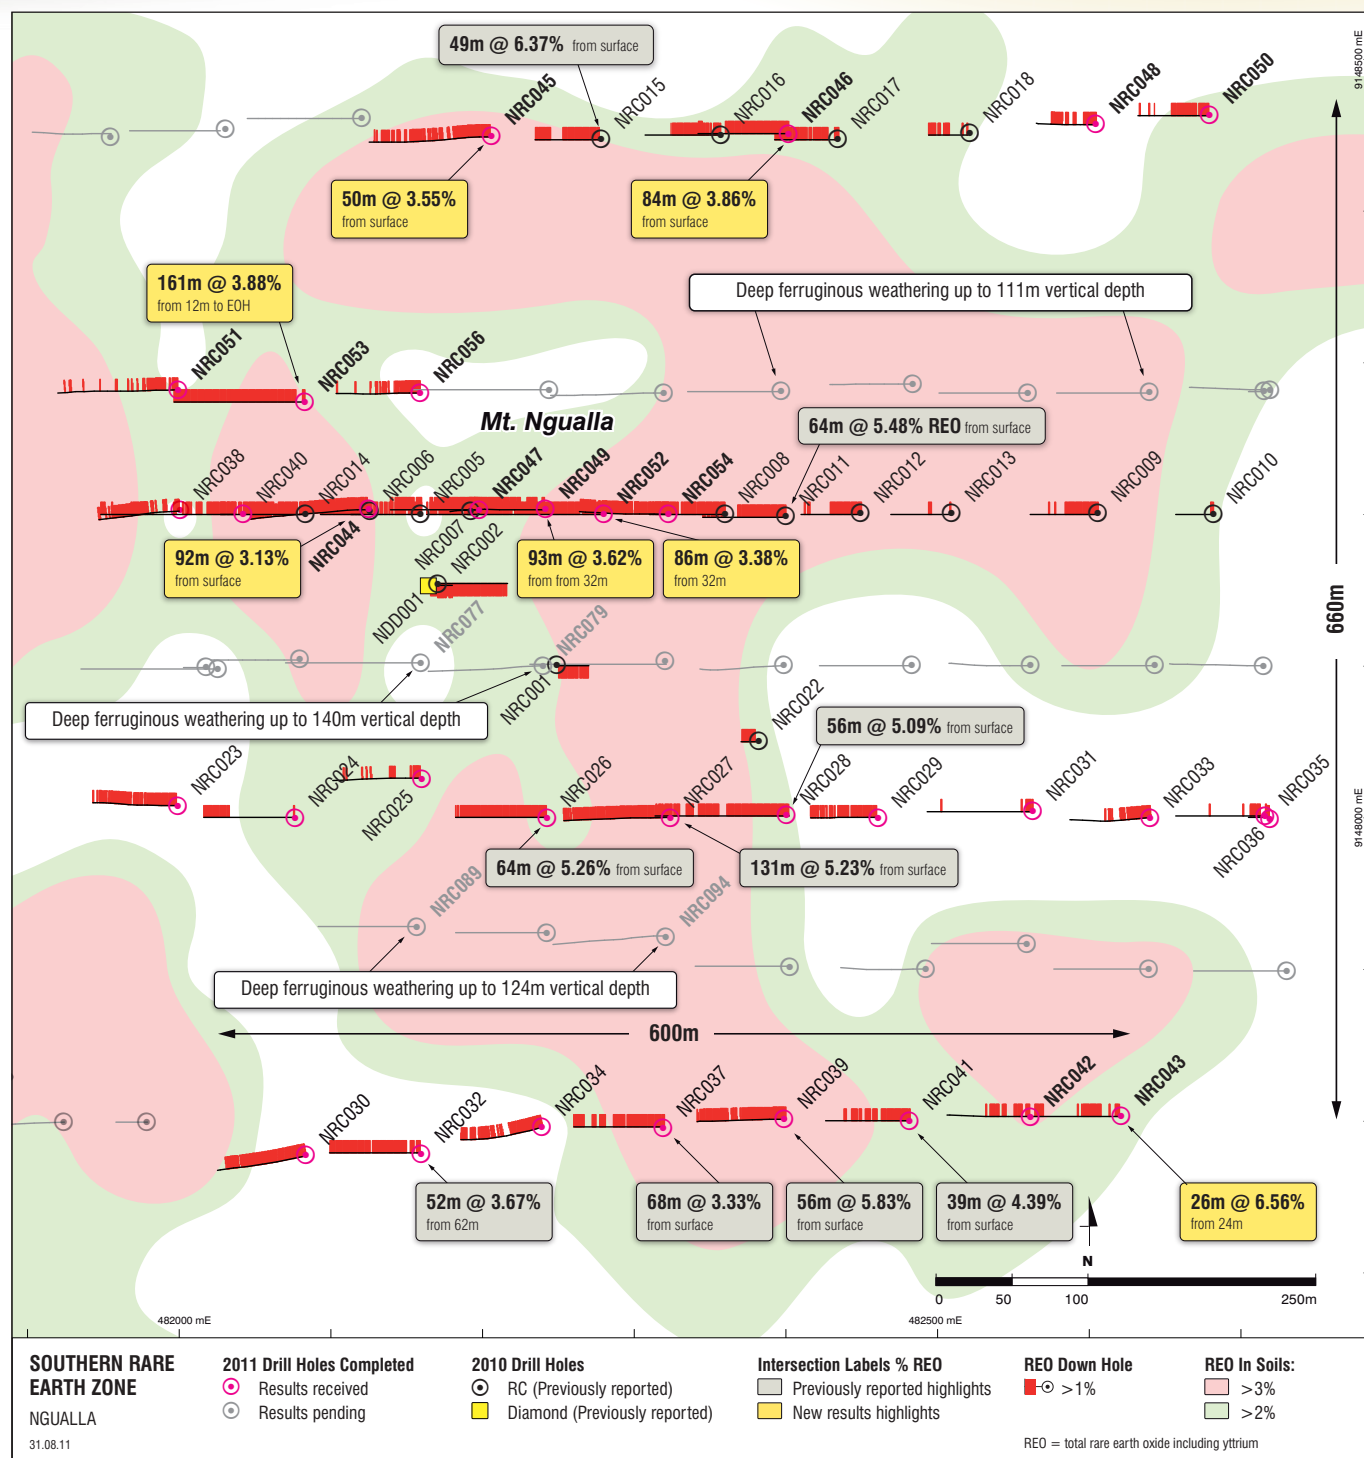 49m @ 6.37% from surface
9148500 mE
NRC045
NRC015
NRC016
NRC046
NRC017
NRC018
NRC048
NRC050
50m @ 3.55%
from surface
84m @ 3.86%
from surface
161m @ 3.88%
from 12m to EOH
Deep ferruginous weathering up to 111m vertical depth
NRC051
NRC053
NRC056
Mt. Ngualla
64m @ 5.48% REO from surface
NRC038
NRC040
NRC014
NRC006
NRC005
NRC047
NRC049
NRC052
NRC054
NRC008
NRC011
NRC012
NRC013
NRC009
NRC010
92m @ 3.13%
from surface
NRC044
NRC007
NRC002
93m @ 3.62%
from from 32m
86m @ 3.38%
from 32m
660m
NDD001
NRC077
NRC079
NRC001
Deep ferruginous weathering up to 140m vertical depth
NRC022
56m @ 5.09% from surface
NRC023
NRC024
NRC025
NRC026
NRC027
NRC028
NRC029
NRC031
NRC033
NRC035
NRC036
9148000 mE
64m @ 5.26% from surface
131m @ 5.23% from surface
NRC089
NRC094
Deep ferruginous weathering up to 124m vertical depth
600m
NRC030
NRC032
NRC034
NRC037
NRC039
NRC041
NRC042
NRC043
52m @ 3.67%
from 62m
68m @ 3.33%
from surface
56m @ 5.83%
from surface
39m @ 4.39%
from surface
26m @ 6.56%
from 24m
N
0 50 100 250m
482000 mE
482500 mE
SOUTHERN RARE
EARTH ZONE
NGUALLA
31.08.11
2011 Drill Holes Completed
Results received
Results pending
2010 Drill Holes
RC (Previously reported)
Diamond (Previously reported)
Intersection Labels % REO
Previously reported highlights
New results highlights
REO Down Hole
>1%
REO In Soils:
>3%
>2%
REO = total rare earth oxide including yttrium